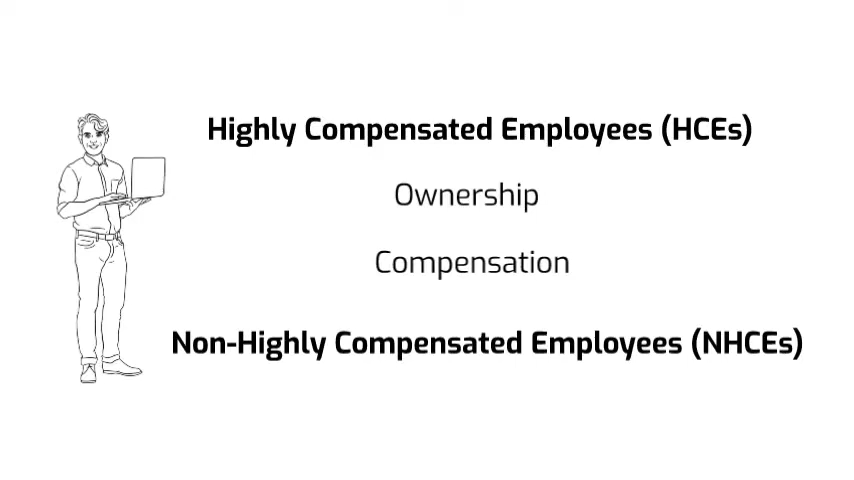 Highly Compensated Employees (HCEs)
Ownership
Compensation
Non-Highly Compensated Employees (NHCEs)